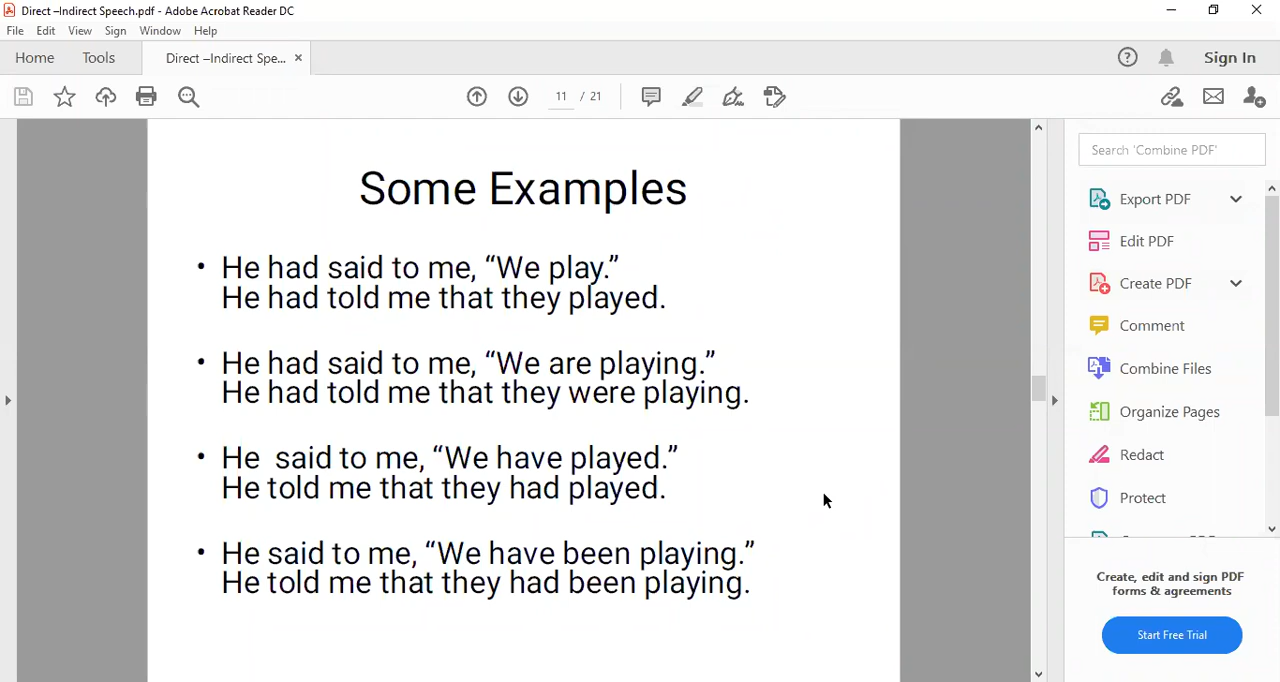 Direct –Indirect Speech.pdf - Adobe Acrobat Reader DC
File Edit View Sign Window Help
Home Tools Direct –Indirect Spe... × Sign In
11 / 21
Search 'Combine PDF'
Some Examples
• He had said to me, “We play.”
He had told me that they played.
• He had said to me, “We are playing.”
He had told me that they were playing.
• He said to me, “We have played.”
He told me that they had played.
• He said to me, “We have been playing.”
He told me that they had been playing.
Export PDF
Edit PDF
Create PDF
Comment
Combine Files
Organize Pages
Redact
Protect
Create, edit and sign PDF
forms & agreements
Start Free Trial